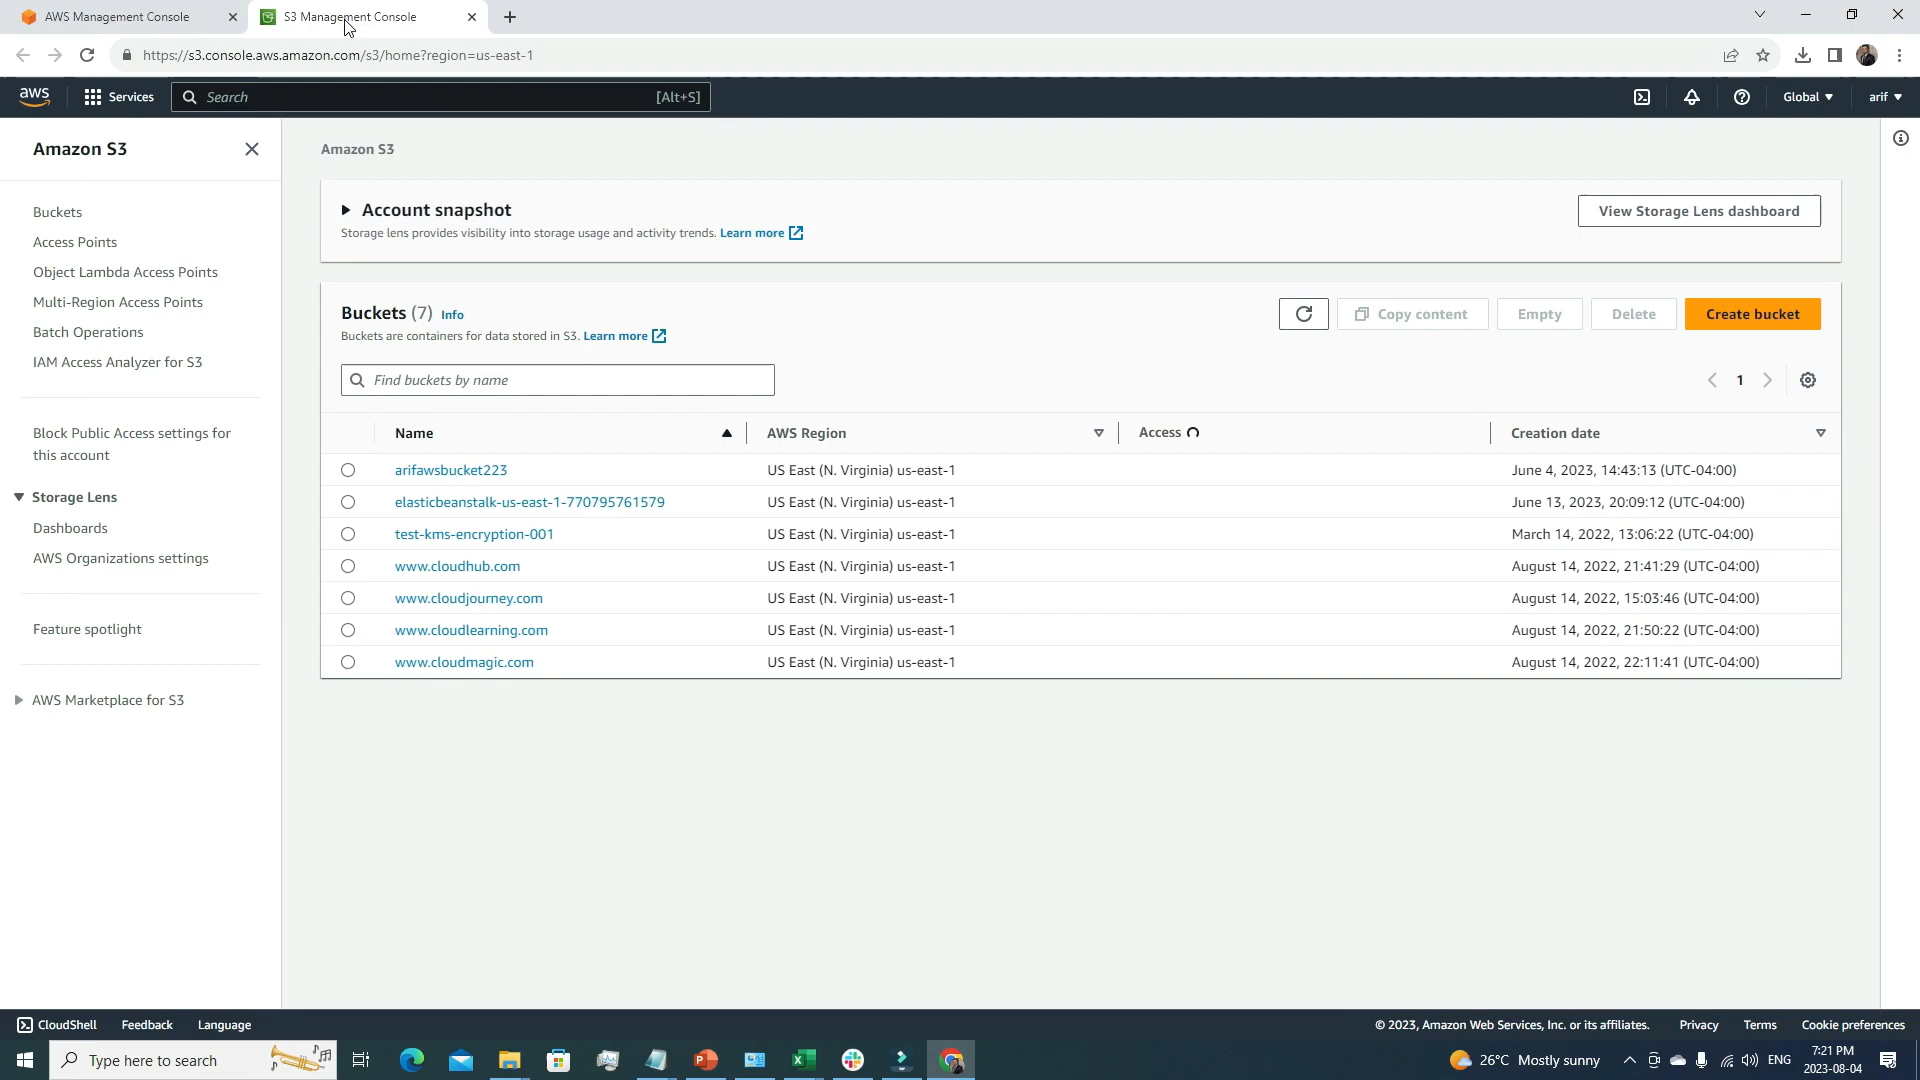 AWS Management Console
S3 Management Console
https://s3.console.aws.amazon.com/s3/home?region=us-east-1
aws
Services
Search
[Alt+S]
Global
arif
Amazon S3
Buckets
Access Points
Object Lambda Access Points
Multi-Region Access Points
Batch Operations
IAM Access Analyzer for S3
Block Public Access settings for
this account
Storage Lens
Dashboards
AWS Organizations settings
Feature spotlight
AWS Marketplace for S3
Amazon S3
Account snapshot
Storage lens provides visibility into storage usage and activity trends. Learn more
View Storage Lens dashboard
Buckets (7) Info
Buckets are containers for data stored in S3. Learn more
Copy content
Empty
Delete
Create bucket
Find buckets by name
1
Name AWS Region Access Creation date
arifawsbucket223 US East (N. Virginia) us-east-1 June 4, 2023, 14:43:13 (UTC-04:00)
elasticbeanstalk-us-east-1-770795761579 US East (N. Virginia) us-east-1 June 13, 2023, 20:09:12 (UTC-04:00)
test-kms-encryption-001 US East (N. Virginia) us-east-1 March 14, 2022, 13:06:22 (UTC-04:00)
www.cloudhub.com US East (N. Virginia) us-east-1 August 14, 2022, 21:41:29 (UTC-04:00)
www.cloudjourney.com US East (N. Virginia) us-east-1 August 14, 2022, 15:03:46 (UTC-04:00)
www.cloudlearning.com US East (N. Virginia) us-east-1 August 14, 2022, 21:50:22 (UTC-04:00)
www.cloudmagic.com US East (N. Virginia) us-east-1 August 14, 2022, 22:11:41 (UTC-04:00)
CloudShell Feedback Language
© 2023, Amazon Web Services, Inc. or its affiliates. Privacy Terms Cookie preferences
Type here to search
26°C Mostly sunny
ENG
7:21 PM
2023-08-04